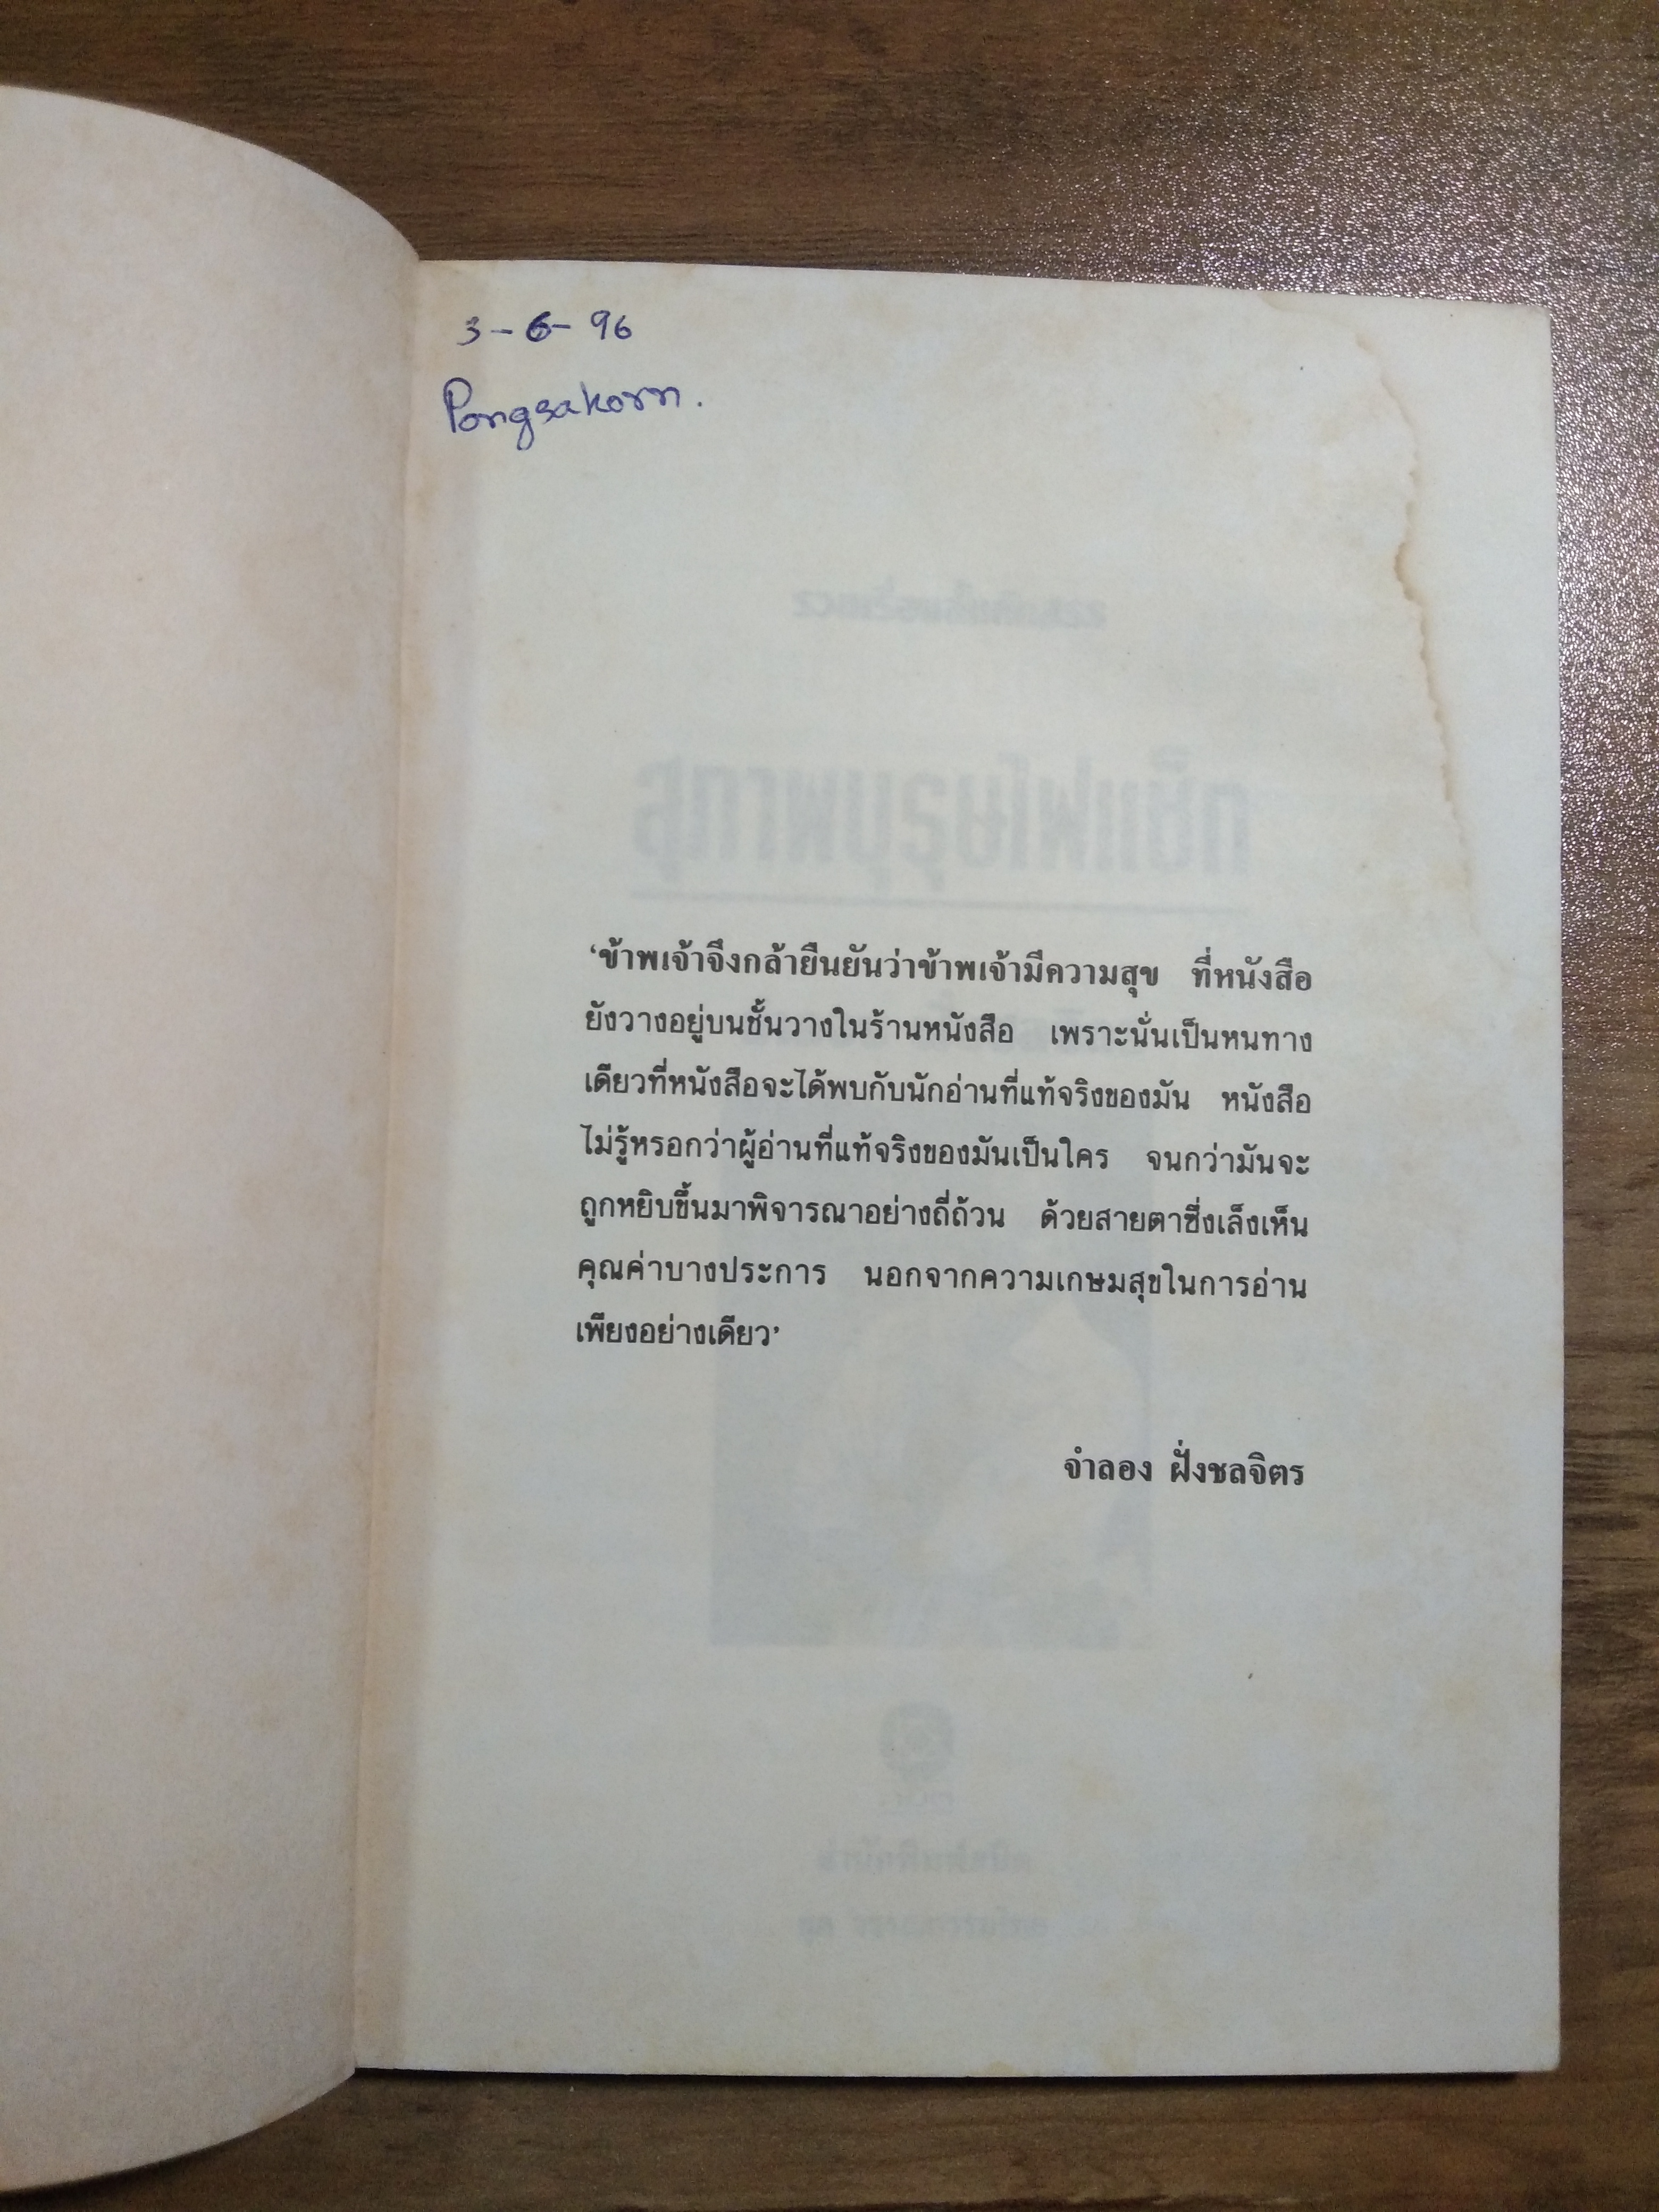 3-6-96
Pongsakorn.
‘ข้าพเจ้าจึงกล้ายืนยันว่าข้าพเจ้ามีความสุข ที่หนังสือ
ยังวางอยู่บนชั้นวางในร้านหนังสือ เพราะนั่นเป็นหนทาง
เดียวที่หนังสือจะได้พบกับนักอ่านที่แท้จริงของมัน หนังสือ
ไม่รู้หรอกว่าผู้อ่านที่แท้จริงของมันเป็นใคร จนกว่ามันจะ
ถูกหยิบขึ้นมาพิจารณาอย่างถี่ถ้วน ด้วยสายตาซึ่งเล็งเห็น
คุณค่าบางประการ นอกจากความเกษมสุขในการอ่าน
เพียงอย่างเดียว’
จำลอง ฝั่งชลจิตร